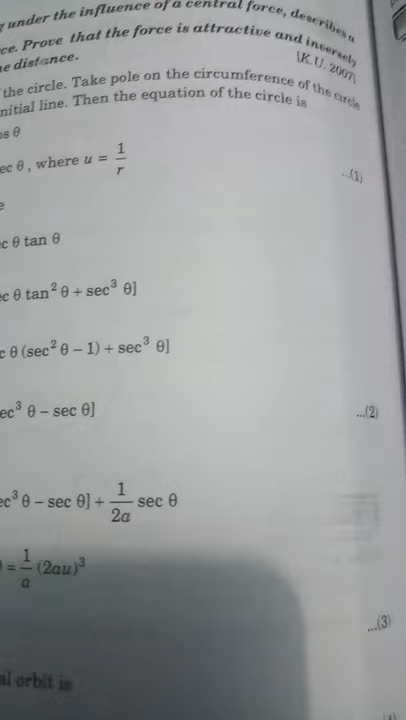 under the influence of a central force, describes a
ce. Prove that the force is attractive and inversely
e distance.
[K.U. 2007]
the circle. Take pole on the circumference of the circle
nitial line. Then the equation of the circle is
os θ
ec θ, where u = 1/r ...(1)
e
c θ tan θ
c θ tan² θ + sec³ θ]
c θ (sec² θ − 1) + sec³ θ]
ec³ θ − sec θ] ...(2)
ec³ θ − sec θ] + 1/2a sec θ
= 1/a (2au)³
...(3)
al orbit is